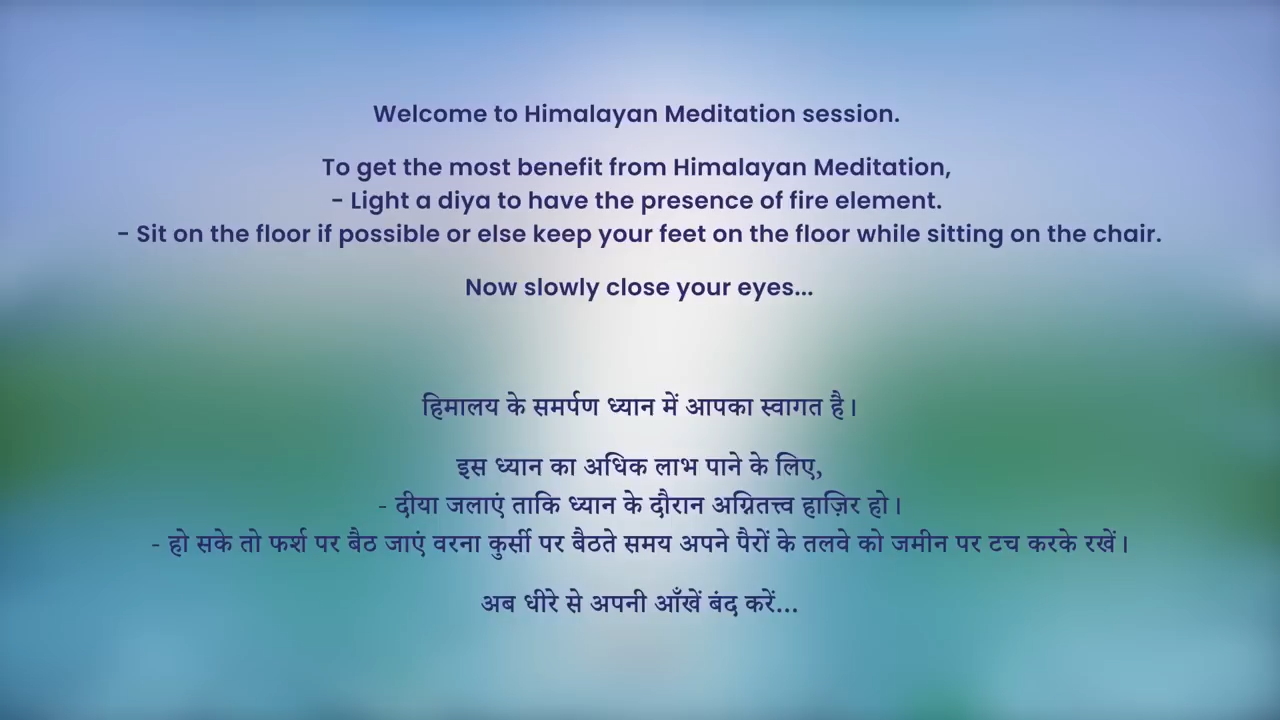 Welcome to Himalayan Meditation session.
To get the most benefit from Himalayan Meditation,
- Light a diya to have the presence of fire element.
- Sit on the floor if possible or else keep your feet on the floor while sitting on the chair.
Now slowly close your eyes...
हिमालय के समर्पण ध्यान में आपका स्वागत है।
इस ध्यान का अधिक लाभ पाने के लिए,
- दीया जलाएं ताकि ध्यान के दौरान अग्नितत्त्व हाज़िर हो।
- हो सके तो फर्श पर बैठ जाएं वरना कुर्सी पर बैठते समय अपने पैरों के तलवे को जमीन पर टच करके रखें।
अब धीरे से अपनी आँखें बंद करें...